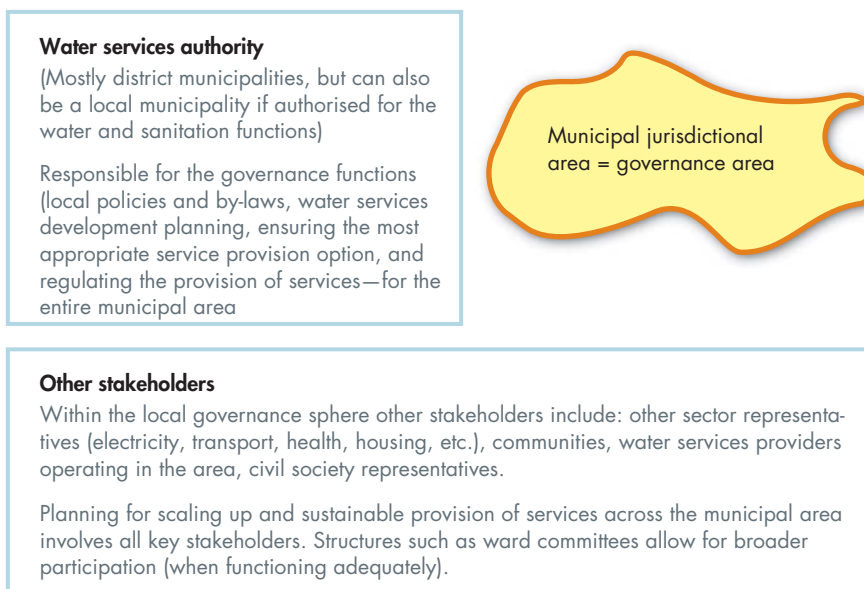 Water services authority
(Mostly district municipalities, but can also
be a local municipality if authorised for the
water and sanitation functions)
Responsible for the governance functions
(local policies and by-laws, water services
development planning, ensuring the most
appropriate service provision option, and
regulating the provision of services—for the
entire municipal area
Municipal jurisdictional
area = governance area
Other stakeholders
Within the local governance sphere other stakeholders include: other sector representa-
tives (electricity, transport, health, housing, etc.), communities, water services providers
operating in the area, civil society representatives.
Planning for scaling up and sustainable provision of services across the municipal area
involves all key stakeholders. Structures such as ward committees allow for broader
participation (when functioning adequately).